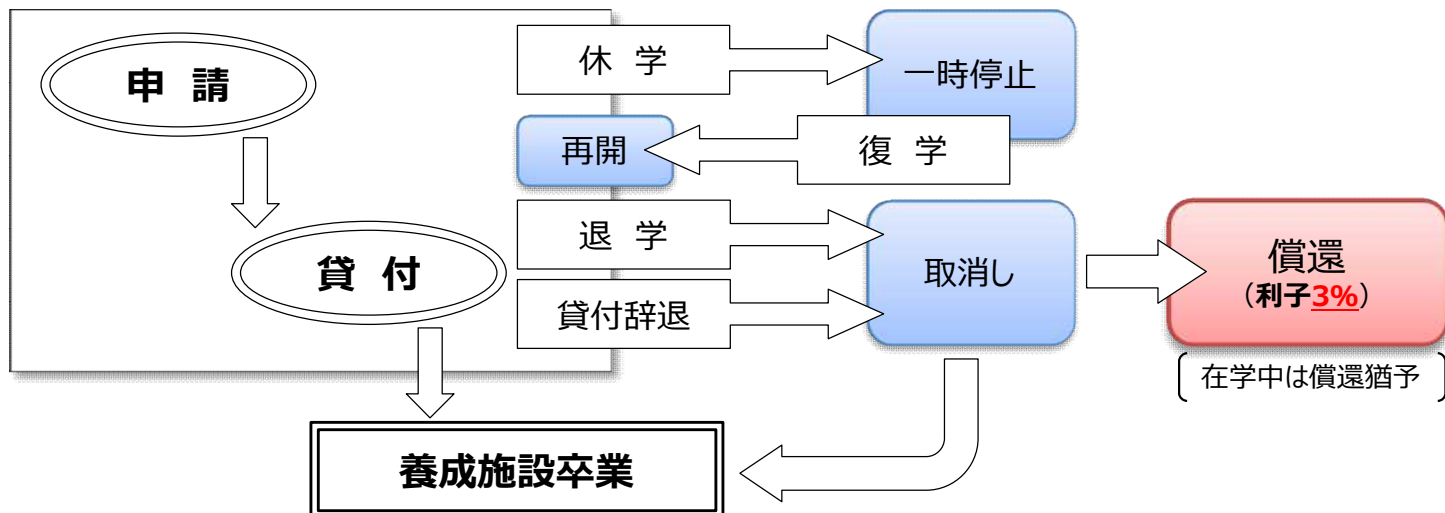 申 請
休 学
一時停止
再開
復 学
貸 付
退 学
貸付辞退
取消し
償還
（利子3%）
在学中は償還猶予
養成施設卒業